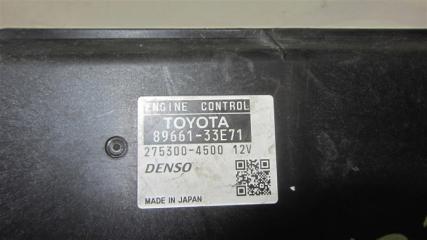 ENGINE CONTROL
TOYOTA
89661-33E71
275300-4500 12V
DENSO
MADE IN JAPAN